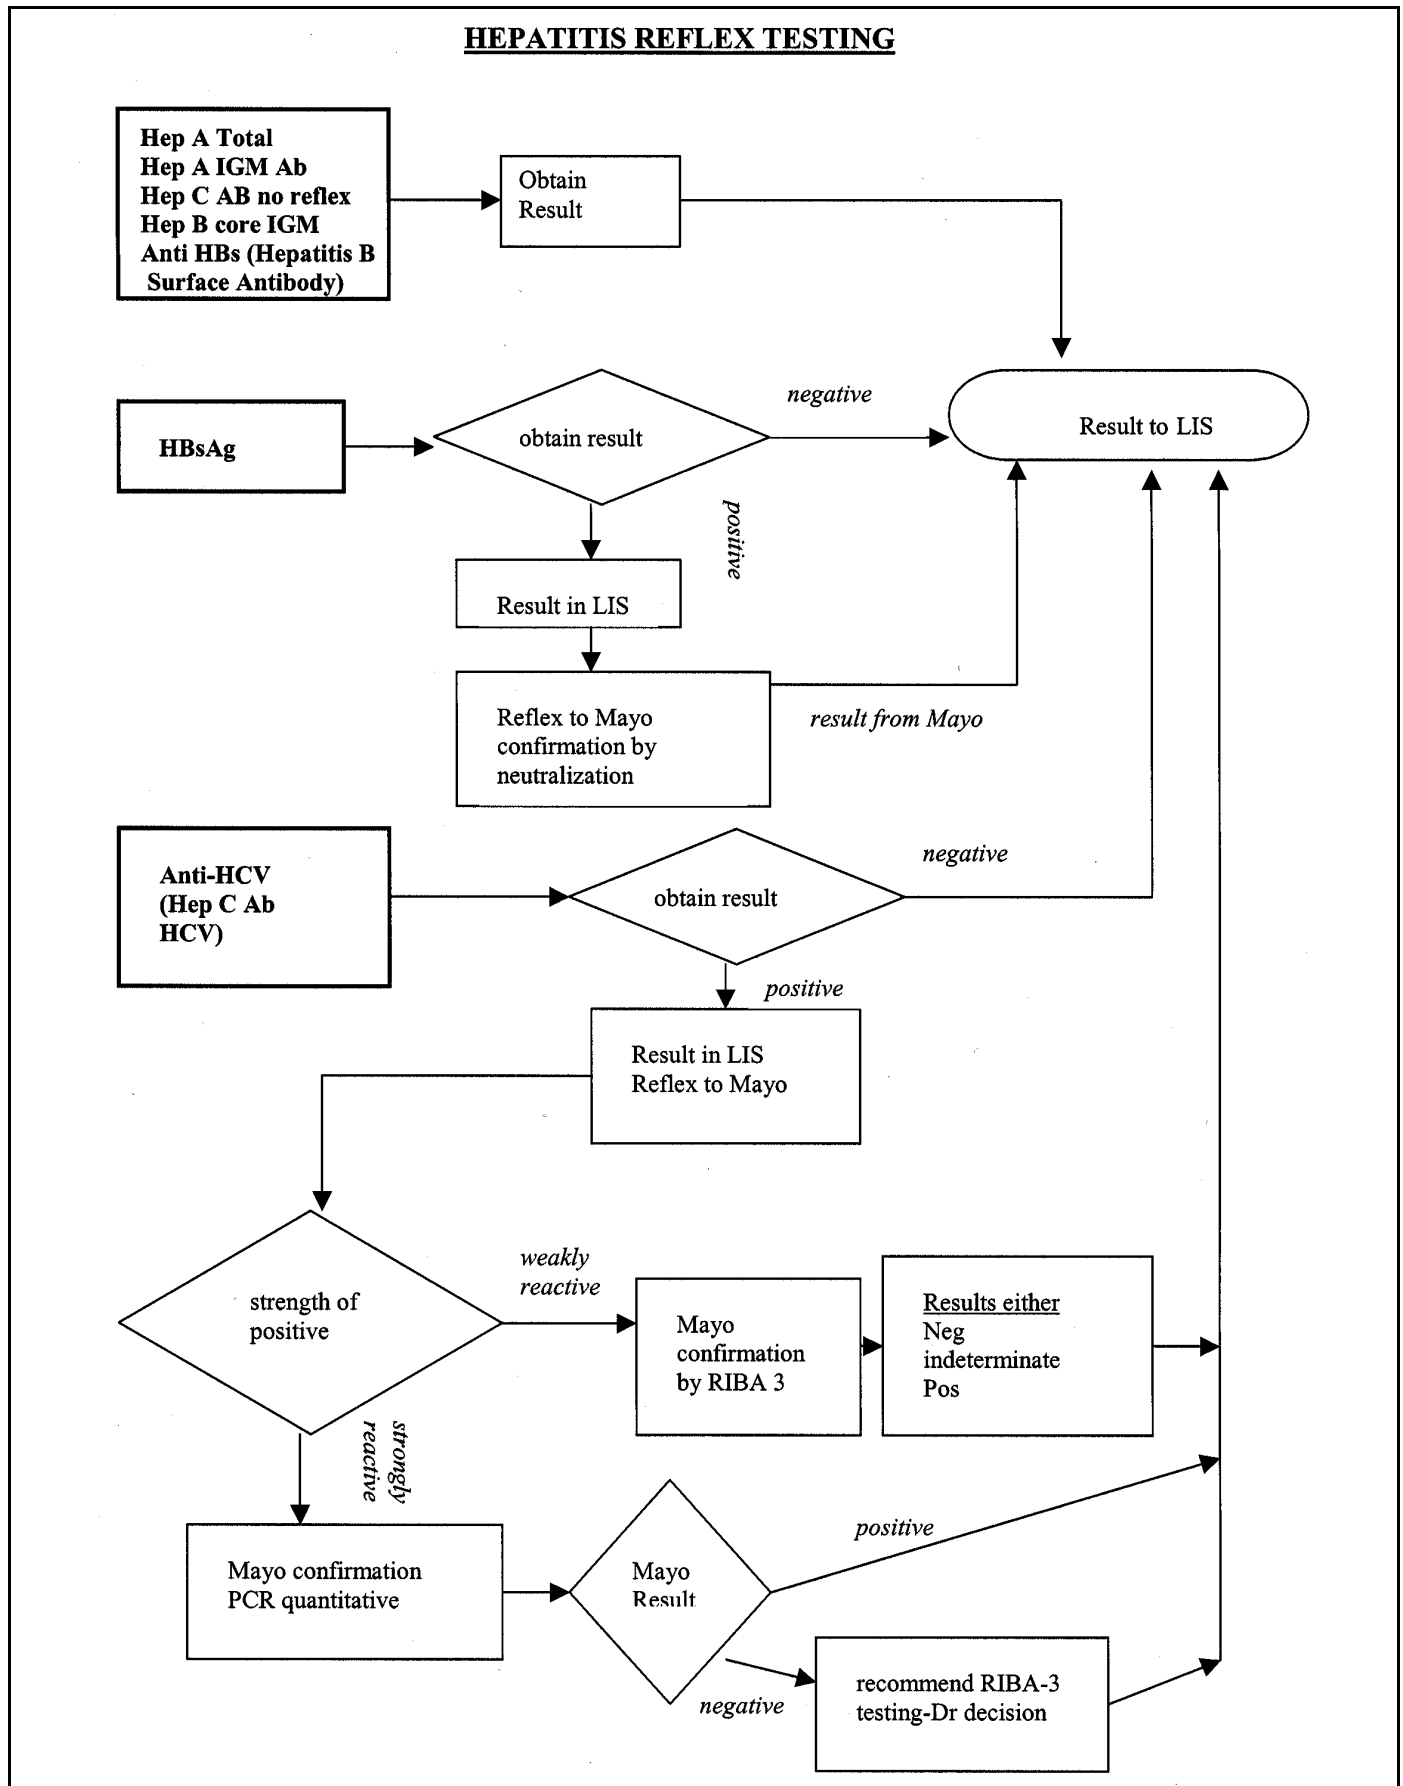 HEPATITIS REFLEX TESTING
Hep A Total
Hep A IGM Ab
Hep C AB no reflex
Hep B core IGM
Anti HBs (Hepatitis B
Surface Antibody)
Obtain
Result
negative
Result to LIS
HBsAg
obtain result
positive
Result in LIS
Reflex to Mayo
confirmation by
neutralization
result from Mayo
Anti-HCV
(Hep C Ab
HCV)
obtain result
negative
positive
Result in LIS
Reflex to Mayo
strength of
positive
weakly
reactive
Mayo
confirmation
by RIBA 3
Results either
Neg
indeterminate
Pos
strongly
reactive
Mayo confirmation
PCR quantitative
Mayo
Result
positive
negative
recommend RIBA-3
testing-Dr decision